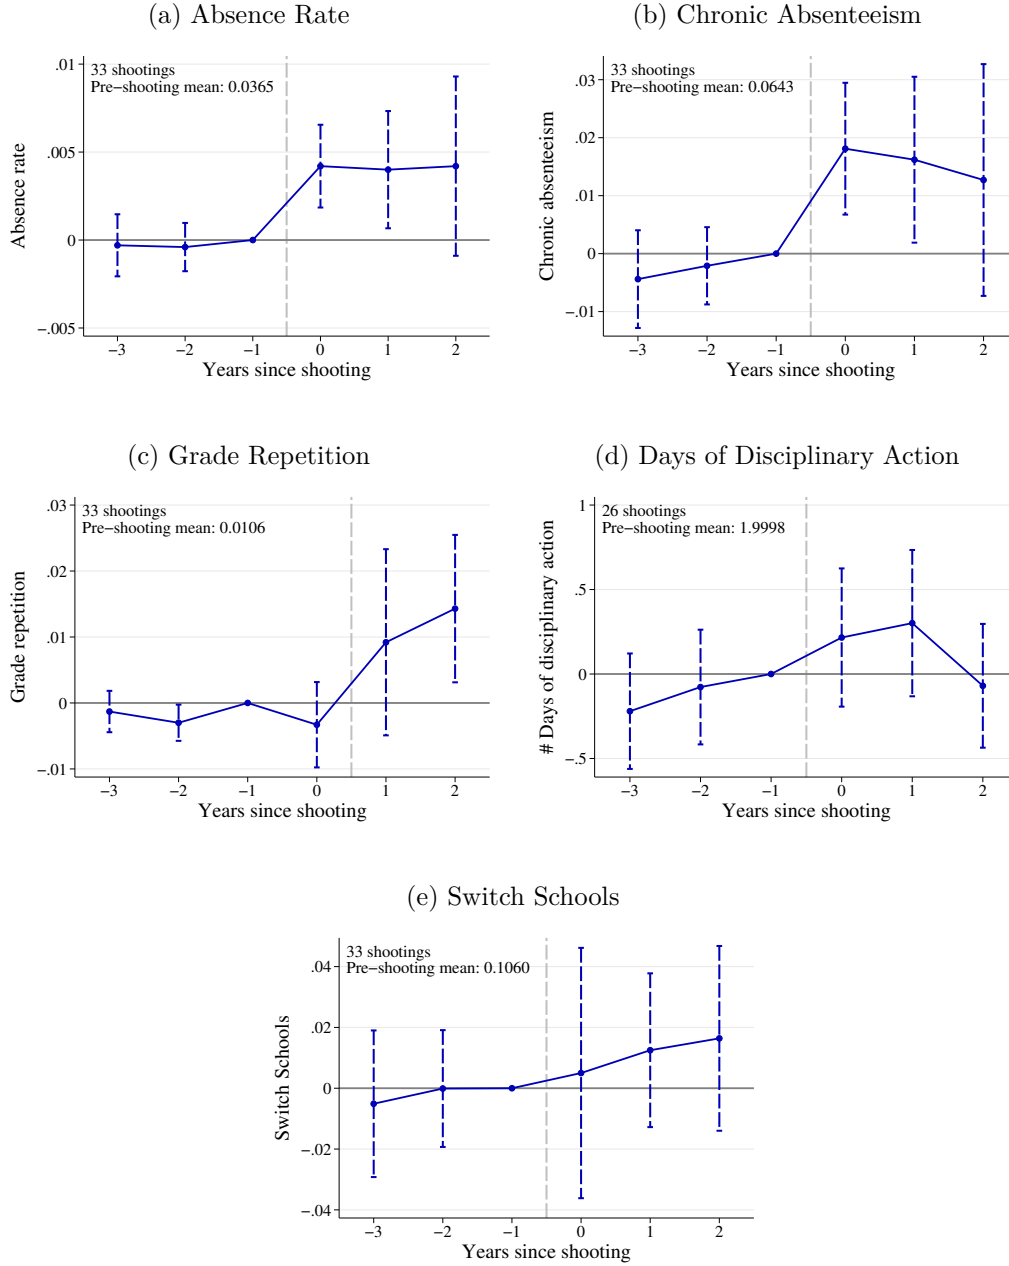 (a) Absence Rate
33 shootings
Pre−shooting mean: 0.0365
Absence rate
.01
.005
0
−.005
−3 −2 −1 0 1 2
Years since shooting
(b) Chronic Absenteeism
33 shootings
Pre−shooting mean: 0.0643
Chronic absenteeism
.03
.02
.01
0
−.01
−3 −2 −1 0 1 2
Years since shooting
(c) Grade Repetition
33 shootings
Pre−shooting mean: 0.0106
Grade repetition
.03
.02
.01
0
−.01
−3 −2 −1 0 1 2
Years since shooting
(d) Days of Disciplinary Action
26 shootings
Pre−shooting mean: 1.9998
# Days of disciplinary action
1
.5
0
−.5
−3 −2 −1 0 1 2
Years since shooting
(e) Switch Schools
33 shootings
Pre−shooting mean: 0.1060
Switch Schools
.04
.02
0
−.02
−.04
−3 −2 −1 0 1 2
Years since shooting